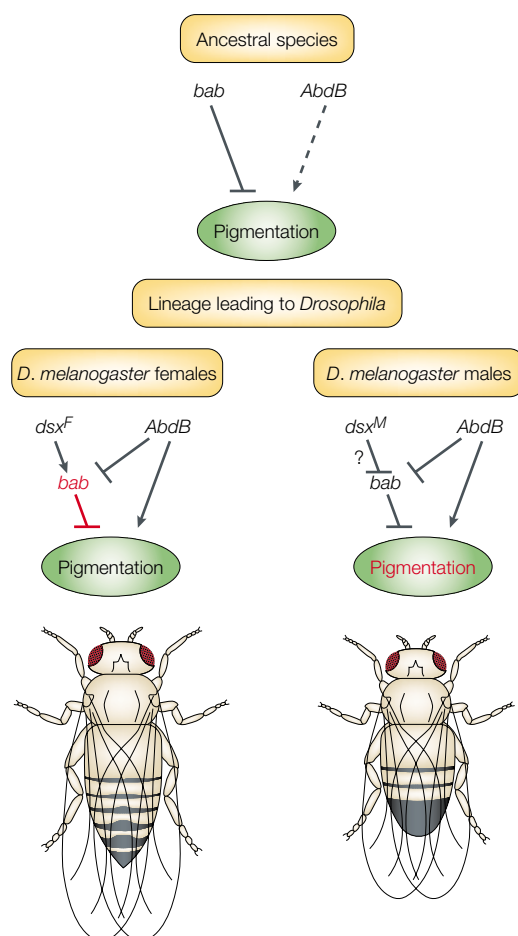 Ancestral species
bab AbdB
Pigmentation
Lineage leading to Drosophila
D. melanogaster females D. melanogaster males
dsxF AbdB dsxM AbdB
?
bab bab
Pigmentation Pigmentation